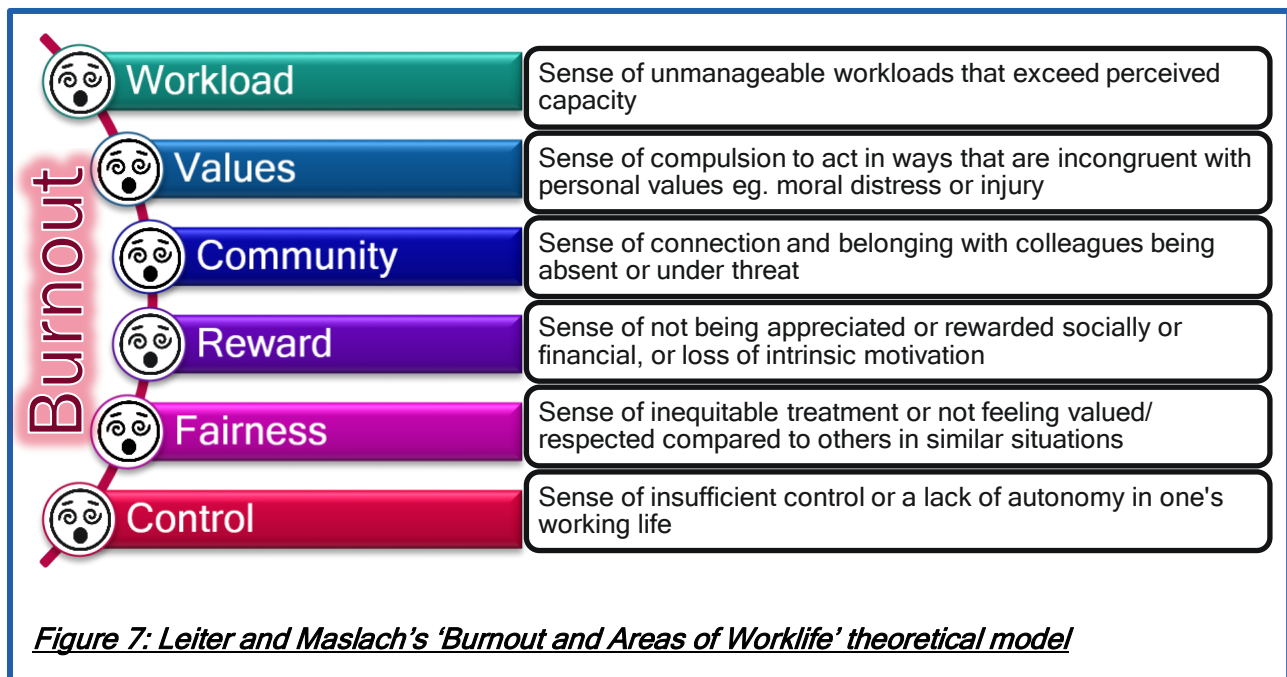 Burnout
Workload
Sense of unmanageable workloads that exceed perceived
capacity
Values
Sense of compulsion to act in ways that are incongruent with
personal values eg. moral distress or injury
Community
Sense of connection and belonging with colleagues being
absent or under threat
Reward
Sense of not being appreciated or rewarded socially or
financial, or loss of intrinsic motivation
Fairness
Sense of inequitable treatment or not feeling valued/
respected compared to others in similar situations
Control
Sense of insufficient control or a lack of autonomy in one's
working life
Figure 7: Leiter and Maslach’s ‘Burnout and Areas of Worklife’ theoretical model